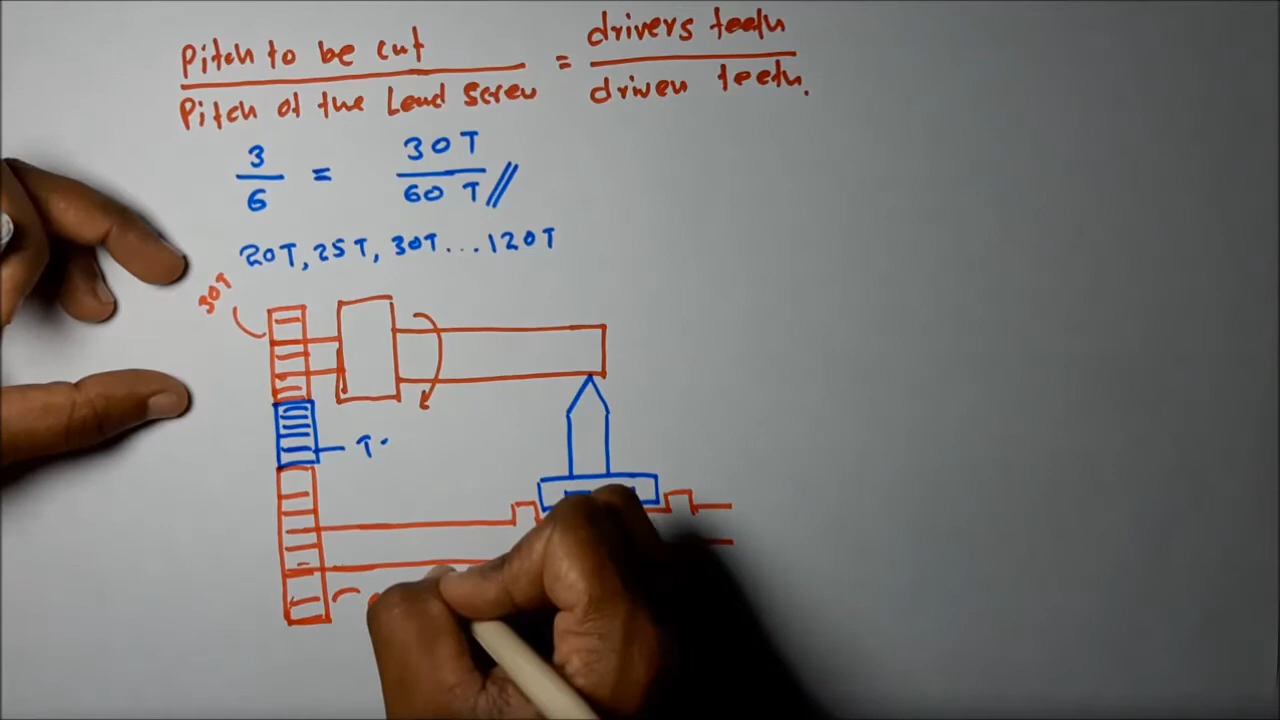 Pitch to be cut / Pitch of the Lead Screw = drivers teeth / driven teeth.
3 / 6 = 30T / 60 T //
20T, 25T, 30T...120T
30T
T.